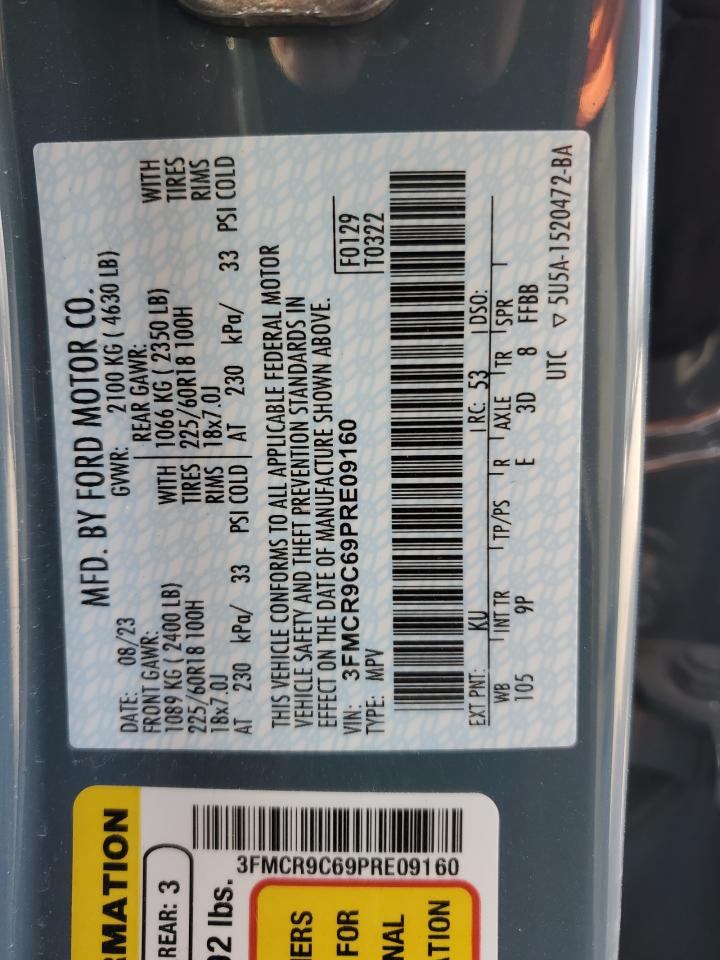 MFD. BY FORD MOTOR CO.
DATE: 08/23 GVWR: 2100 KG ( 4630 LB)
FRONT GAWR: REAR GAWR:
1089 KG ( 2400 LB) WITH 1066 KG ( 2350 LB) WITH
225/60R18 100H TIRES 225/60R18 100H TIRES
18x7.0J RIMS 18x7.0J RIMS
AT 230 kPa/ 33 PSI COLD AT 230 kPa/ 33 PSI COLD
THIS VEHICLE CONFORMS TO ALL APPLICABLE FEDERAL MOTOR
VEHICLE SAFETY AND THEFT PREVENTION STANDARDS IN
EFFECT ON THE DATE OF MANUFACTURE SHOWN ABOVE.
VIN: 3FMCR9C69PRE09160 F0129
TYPE: MPV T0322
EXT PNT: KU RC: 53 DSO:
WB INT TR TP/PS R AXLE TR SPR
105 9P E 3D 8 FFBB
UTC ▽ 5U5A-1520472-BA
RMATION
REAR: 3
02 lbs.
3FMCR9C69PRE09160
ERS
FOR
NAL
TION